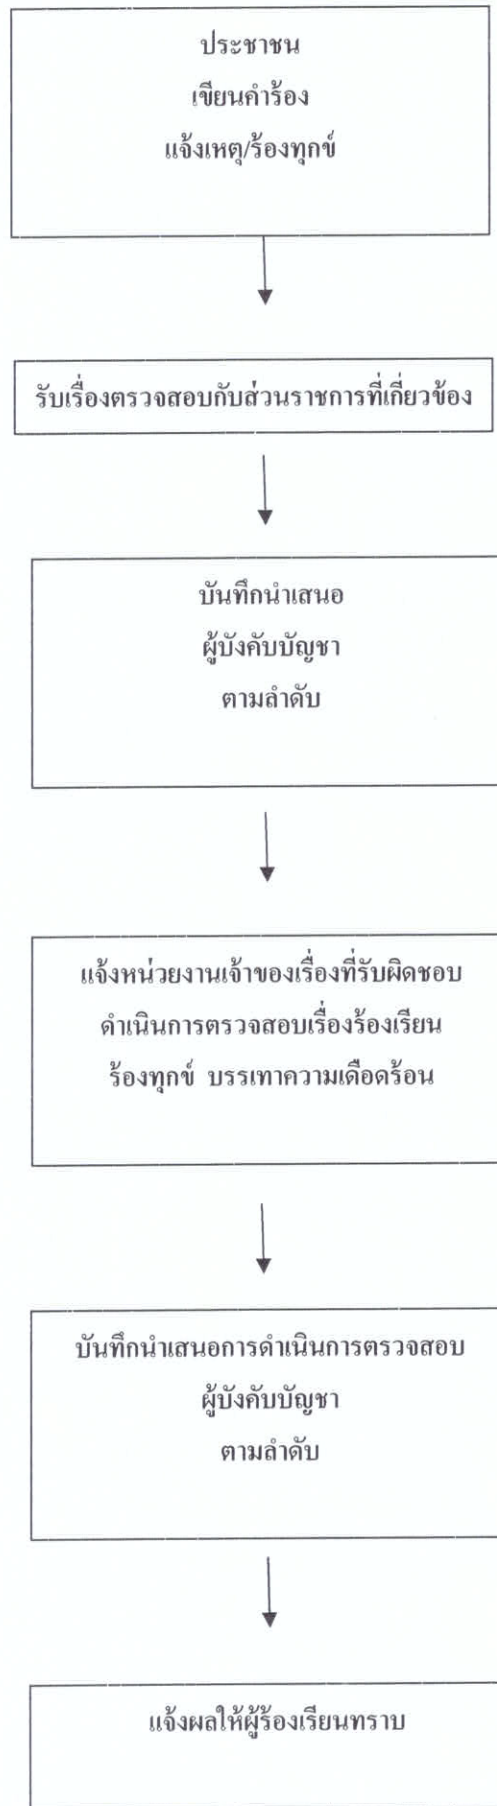 ประชาชน
เขียนคำร้อง
แจ้งเหตุ/ร้องทุกข์
รับเรื่องตรวจสอบกับส่วนราชการที่เกี่ยวข้อง
บันทึกนำเสนอ
ผู้บังคับบัญชา
ตามลำดับ
แจ้งหน่วยงานเจ้าของเรื่องที่รับผิดชอบ
ดำเนินการตรวจสอบเรื่องร้องเรียน
ร้องทุกข์ บรรเทาความเดือดร้อน
บันทึกนำเสนอการดำเนินการตรวจสอบ
ผู้บังคับบัญชา
ตามลำดับ
แจ้งผลให้ผู้ร้องเรียนทราบ